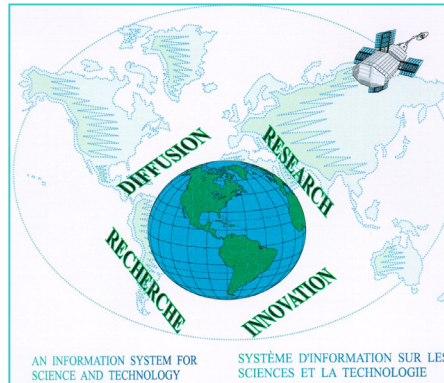 DIFFUSION
RESEARCH
RECHERCHE
INNOVATION
AN INFORMATION SYSTEM FOR
SCIENCE AND TECHNOLOGY
SYSTÈME D'INFORMATION SUR LES
SCIENCES ET LA TECHNOLOGIE